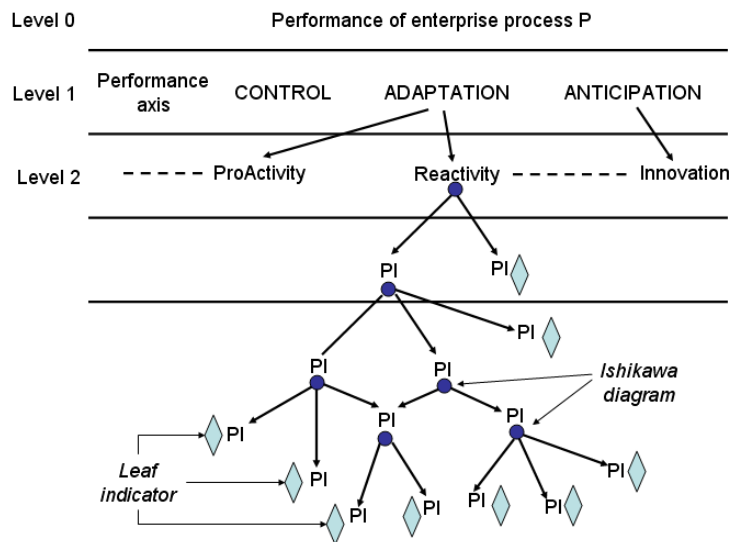 Level 0
Performance of enterprise process P
Level 1
Performance
axis
CONTROL
ADAPTATION
ANTICIPATION
Level 2
ProActivity
Reactivity
Innovation
PI
PI
PI
PI
PI
Ishikawa
diagram
PI
PI
PI
PI
Leaf
indicator
PI
PI
PI
PI
PI
PI